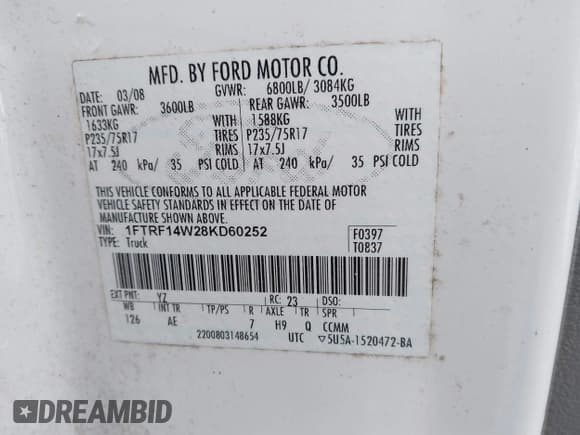 MFD. BY FORD MOTOR CO.
DATE: 03/08 GVWR: 6800LB/ 3084KG
FRONT GAWR: 3600LB REAR GAWR: 3500LB
1633KG WITH 1588KG WITH
P235/75R17 TIRES P235/75R17 TIRES
17x7.5J RIMS 17x7.5J RIMS
AT 240 kPa/ 35 PSI COLD AT 240 kPa/ 35 PSI COLD
THIS VEHICLE CONFORMS TO ALL APPLICABLE FEDERAL MOTOR
VEHICLE SAFETY STANDARDS IN EFFECT ON THE DATE OF
MANUFACTURE SHOWN ABOVE.
VIN: 1FTRF14W28KD60252 F0397
TYPE: Truck T0837
EXT PNT: YZ RC: 23 DSO:
WB INT TR TP/PS R AXLE TR SPR
126 AE 7 H9 Q CCMM
2200803148654 UTC ▽5U5A-1520472-BA
DREAMBID